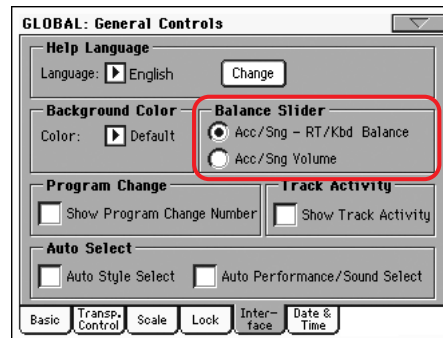 GLOBAL: General Controls
Help Language
Language: English Change
Background Color
Color: Default
Balance Slider
Acc/Sng - RT/Kbd Balance
Acc/Sng Volume
Program Change
Show Program Change Number
Track Activity
Show Track Activity
Auto Select
Auto Style Select Auto Performance/Sound Select
Basic
Transp. Control
Scale
Lock
Inter-
face
Date &
Time